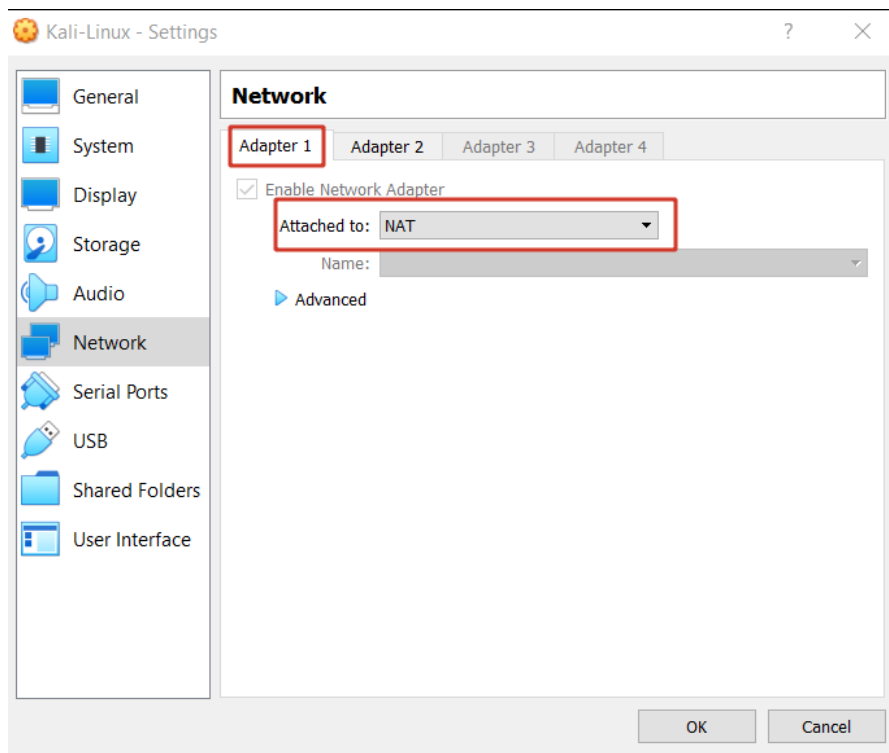 Kali-Linux - Settings
?
General
System
Display
Storage
Audio
Network
Serial Ports
USB
Shared Folders
User Interface
Network
Adapter 1 Adapter 2 Adapter 3 Adapter 4
Enable Network Adapter
Attached to: NAT
Name:
Advanced
OK Cancel